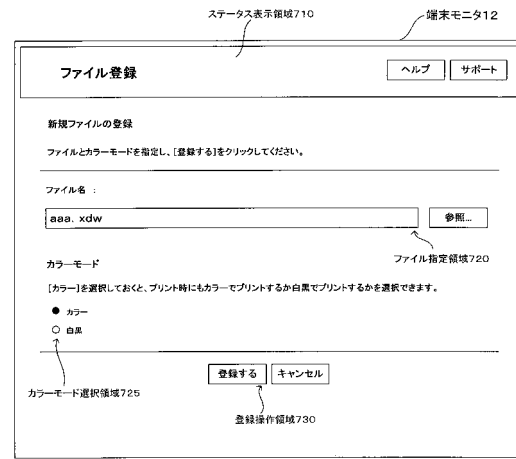 ステータス表示領域710
端末モニタ12
ファイル登録
ヘルプ
サポート
新規ファイルの登録
ファイルとカラーモードを指定し、[登録する]をクリックしてください。
ファイル名 :
aaa. xdw
参照...
ファイル指定領域720
カラーモード
[カラー]を選択しておくと、プリント時にもカラーでプリントするか白黒でプリントするかを選択できます。
カラー
白黒
登録する
キャンセル
カラーモード選択領域725
登録操作領域730